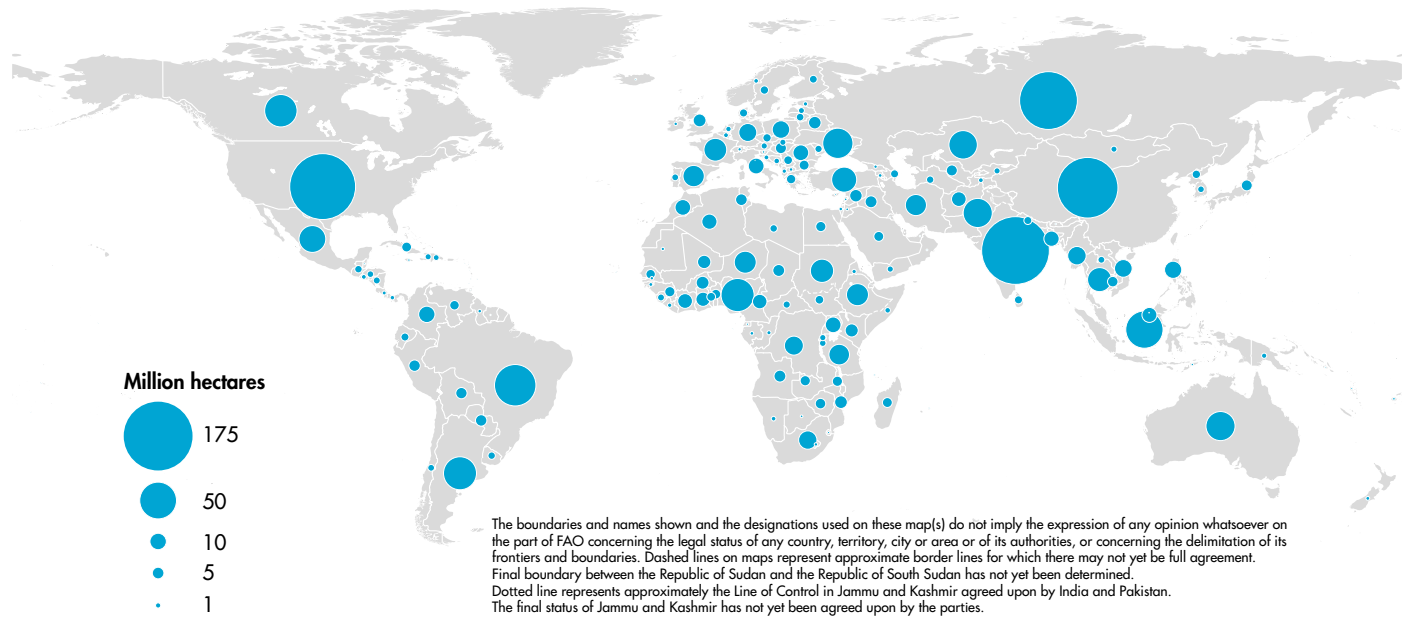 Million hectares
175
50
10
5
1
The boundaries and names shown and the designations used on these map(s) do not imply the expression of any opinion whatsoever on
the part of FAO concerning the legal status of any country, territory, city or area or of its authorities, or concerning the delimitation of its
frontiers and boundaries. Dashed lines on maps represent approximate border lines for which there may not yet be full agreement.
Final boundary between the Republic of Sudan and the Republic of South Sudan has not yet been determined.
Dotted line represents approximately the Line of Control in Jammu and Kashmir agreed upon by India and Pakistan.
The final status of Jammu and Kashmir has not yet been agreed upon by the parties.